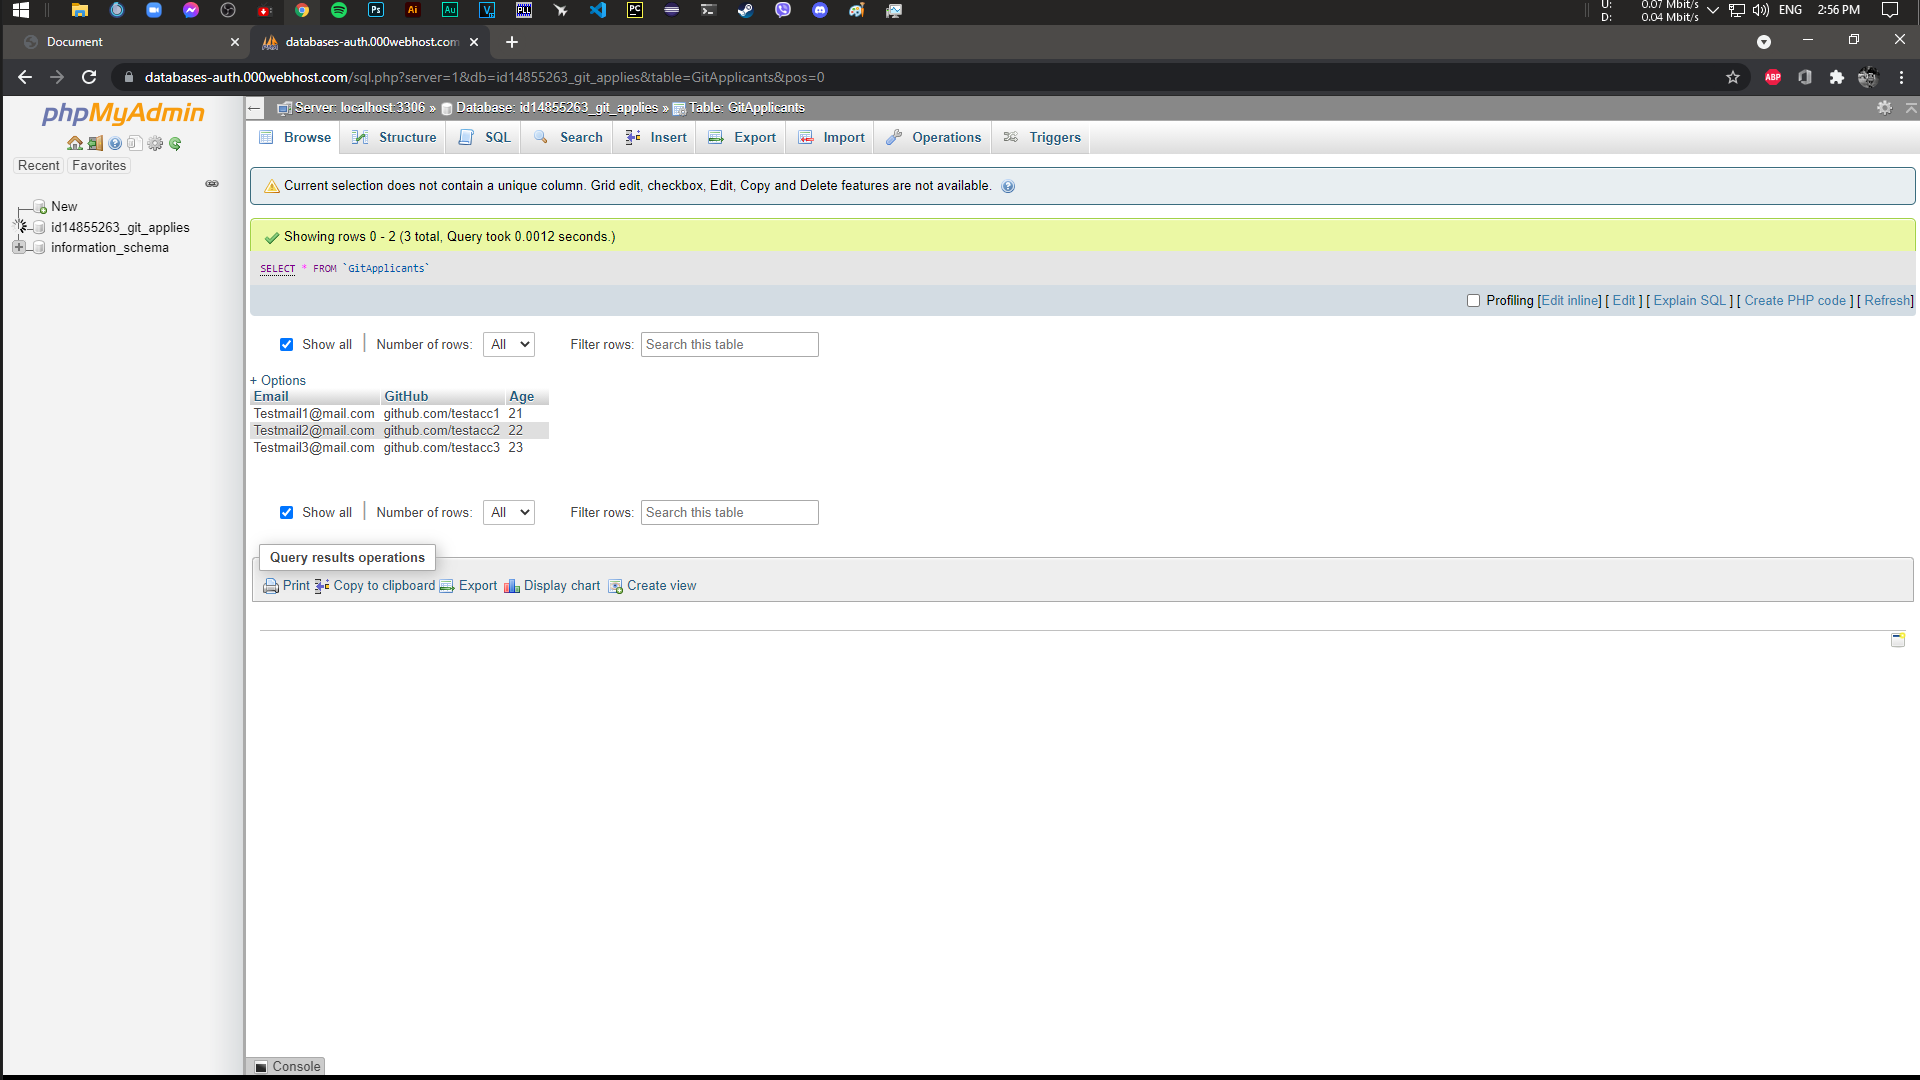 U: 0.07 Mbit/s
D: 0.04 Mbit/s
ENG 2:56 PM
Document
databases-auth.000webhost.com
databases-auth.000webhost.com/sql.php?server=1&db=id14855263_git_applies&table=GitApplicants&pos=0
ABP
phpMyAdmin
Recent Favorites
New
id14855263_git_applies
information_schema
Server: localhost:3306 » Database: id14855263_git_applies » Table: GitApplicants
Browse Structure SQL Search Insert Export Import Operations Triggers
Current selection does not contain a unique column. Grid edit, checkbox, Edit, Copy and Delete features are not available.
Showing rows 0 - 2 (3 total, Query took 0.0012 seconds.)
SELECT * FROM `GitApplicants`
Profiling [Edit inline] [ Edit ] [ Explain SQL ] [ Create PHP code ] [ Refresh]
Show all | Number of rows: All Filter rows: Search this table
+ Options
Email GitHub Age
Testmail1@mail.com github.com/testacc1 21
Testmail2@mail.com github.com/testacc2 22
Testmail3@mail.com github.com/testacc3 23
Show all | Number of rows: All Filter rows: Search this table
Query results operations
Print Copy to clipboard Export Display chart Create view
Console